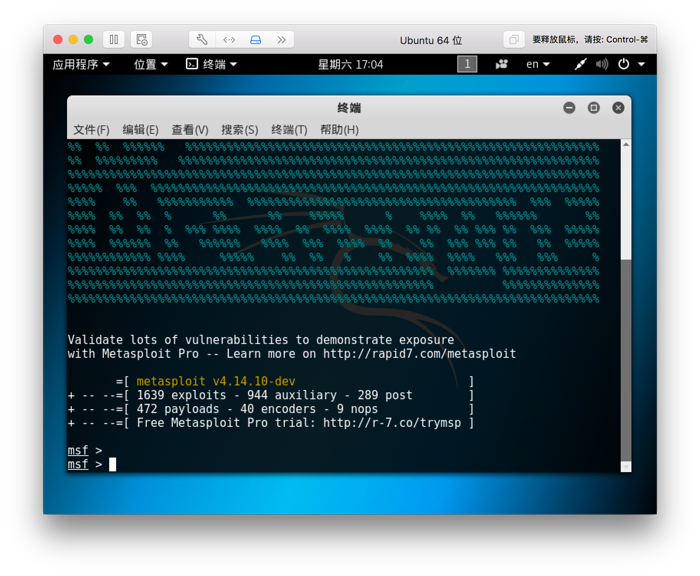 Ubuntu 64 位
要释放鼠标，请按: Control-⌘
应用程序 位置 终端 星期六 17:04 1 en
终端
文件(F) 编辑(E) 查看(V) 搜索(S) 终端(T) 帮助(H)
Validate lots of vulnerabilities to demonstrate exposure
with Metasploit Pro -- Learn more on http://rapid7.com/metasploit
=[ metasploit v4.14.10-dev ]
+ -- --=[ 1639 exploits - 944 auxiliary - 289 post ]
+ -- --=[ 472 payloads - 40 encoders - 9 nops ]
+ -- --=[ Free Metasploit Pro trial: http://r-7.co/trymsp ]
msf >
msf >